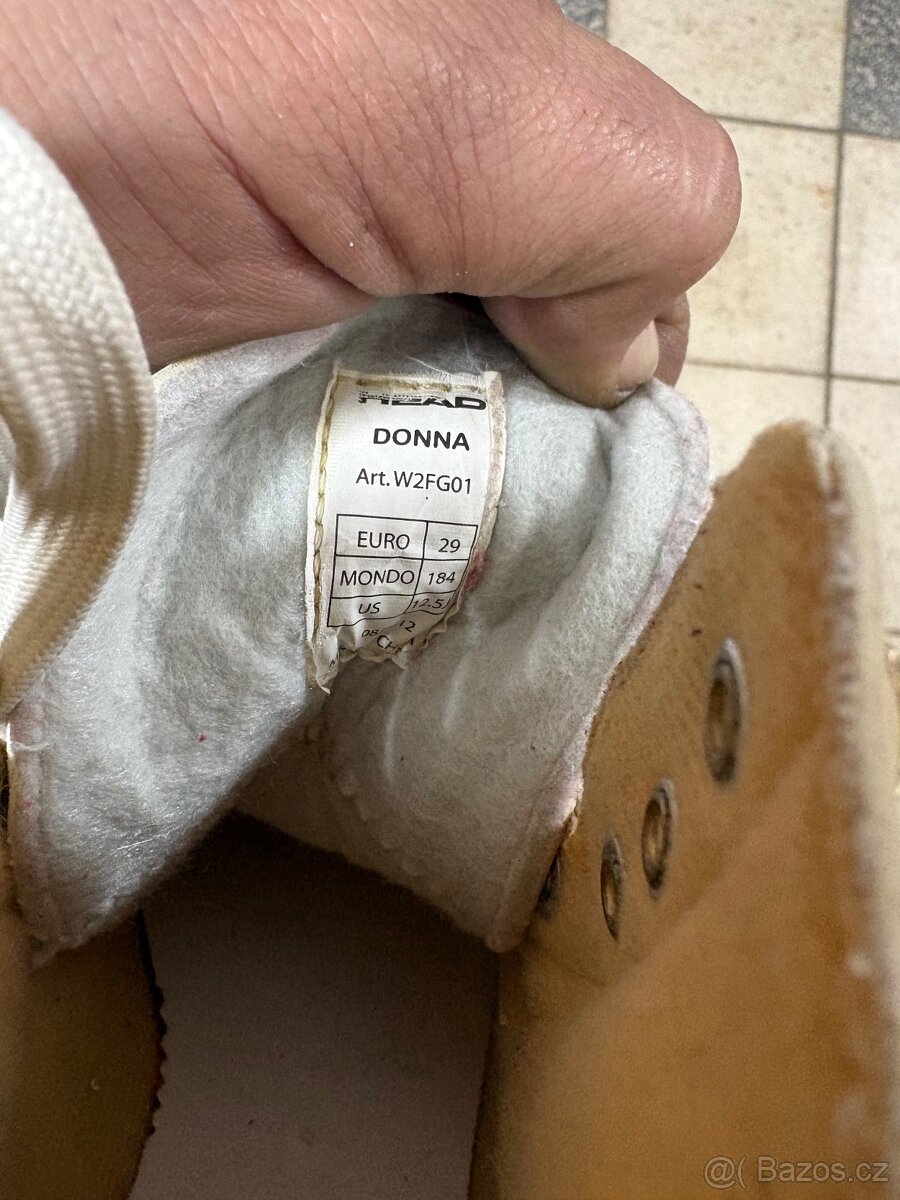 HEAD
DONNA
Art. W2FG01
EURO 29
MONDO 184
US 12.5
12
@( Bazos.cz